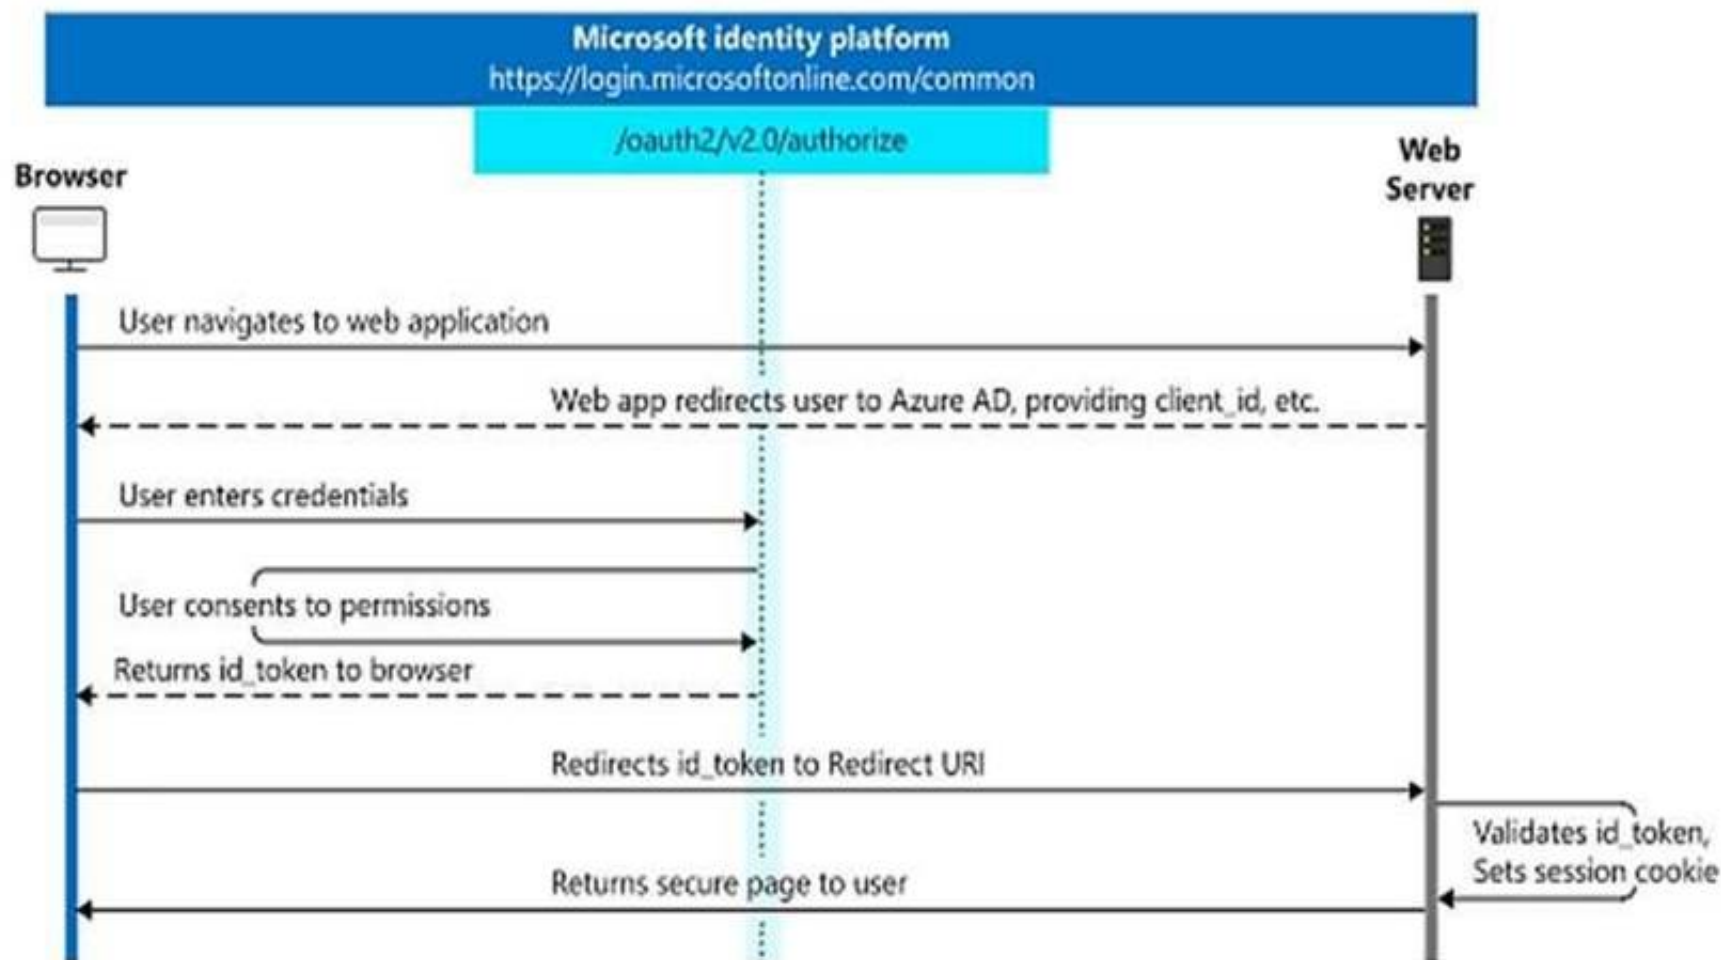 Microsoft identity platform
https://login.microsoftonline.com/common
/oauth2/v2.0/authorize
Browser
Web
Server
User navigates to web application
Web app redirects user to Azure AD, providing client_id, etc.
User enters credentials
User consents to permissions
Returns id_token to browser
Redirects id_token to Redirect URI
Validates id_token,
Sets session cookie
Returns secure page to user